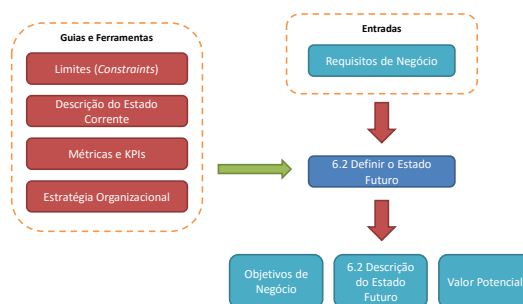 Guias e Ferramentas
Limites (Constraints)
Descrição do Estado
Corrente
Métricas e KPIs
Estratégia Organizacional
Entradas
Requisitos de Negócio
6.2 Definir o Estado
Futuro
Objetivos de
Negócio
6.2 Descrição
do Estado
Futuro
Valor Potencial